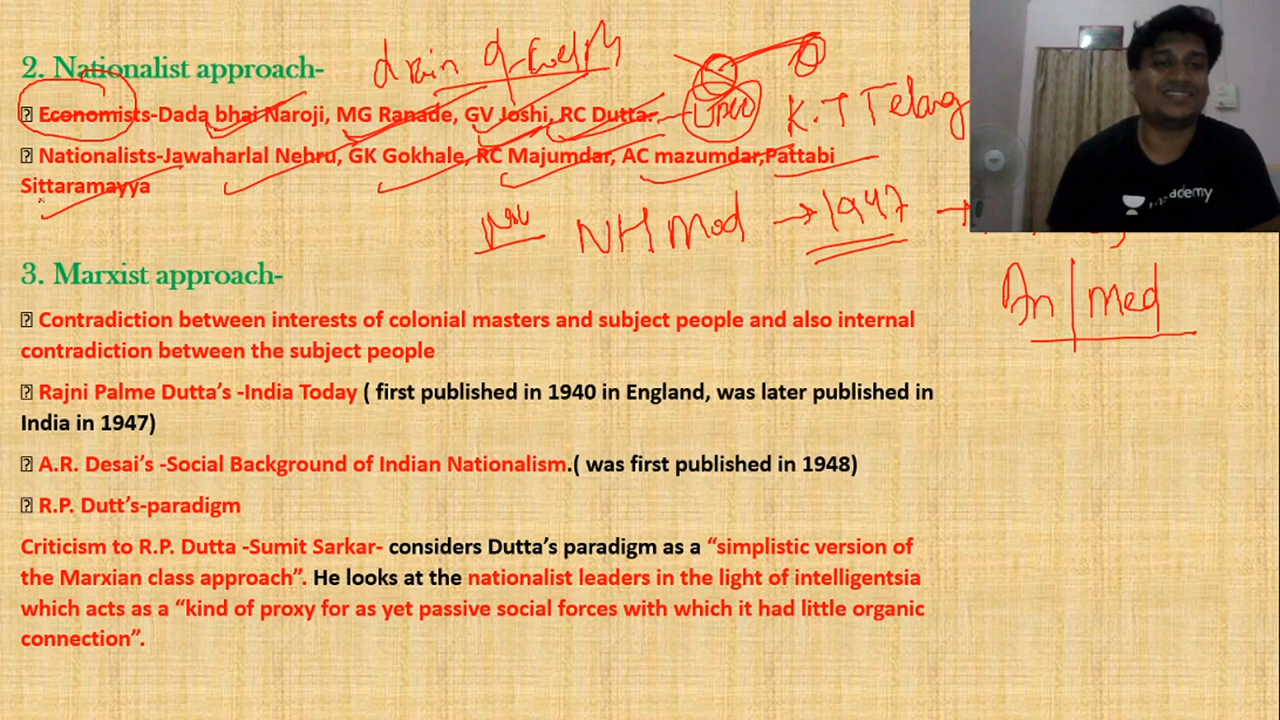 drain of wealth
2. Nationalist approach-
Economists-Dada bhai Naroji, MG Ranade, GV Joshi, RC Dutta.
UPSC
K.T Telang
Nationalists-Jawaharlal Nehru, GK Gokhale, RC Majumdar, AC mazumdar,Pattabi
Sittaramayya
NH Mod → 1947 →
An | Med
3. Marxist approach-
Contradiction between interests of colonial masters and subject people and also internal
contradiction between the subject people
Rajni Palme Dutta’s -India Today ( first published in 1940 in England, was later published in
India in 1947)
A.R. Desai’s -Social Background of Indian Nationalism.( was first published in 1948)
R.P. Dutt’s-paradigm
Criticism to R.P. Dutta -Sumit Sarkar- considers Dutta’s paradigm as a “simplistic version of
the Marxian class approach”. He looks at the nationalist leaders in the light of intelligentsia
which acts as a “kind of proxy for as yet passive social forces with which it had little organic
connection”.